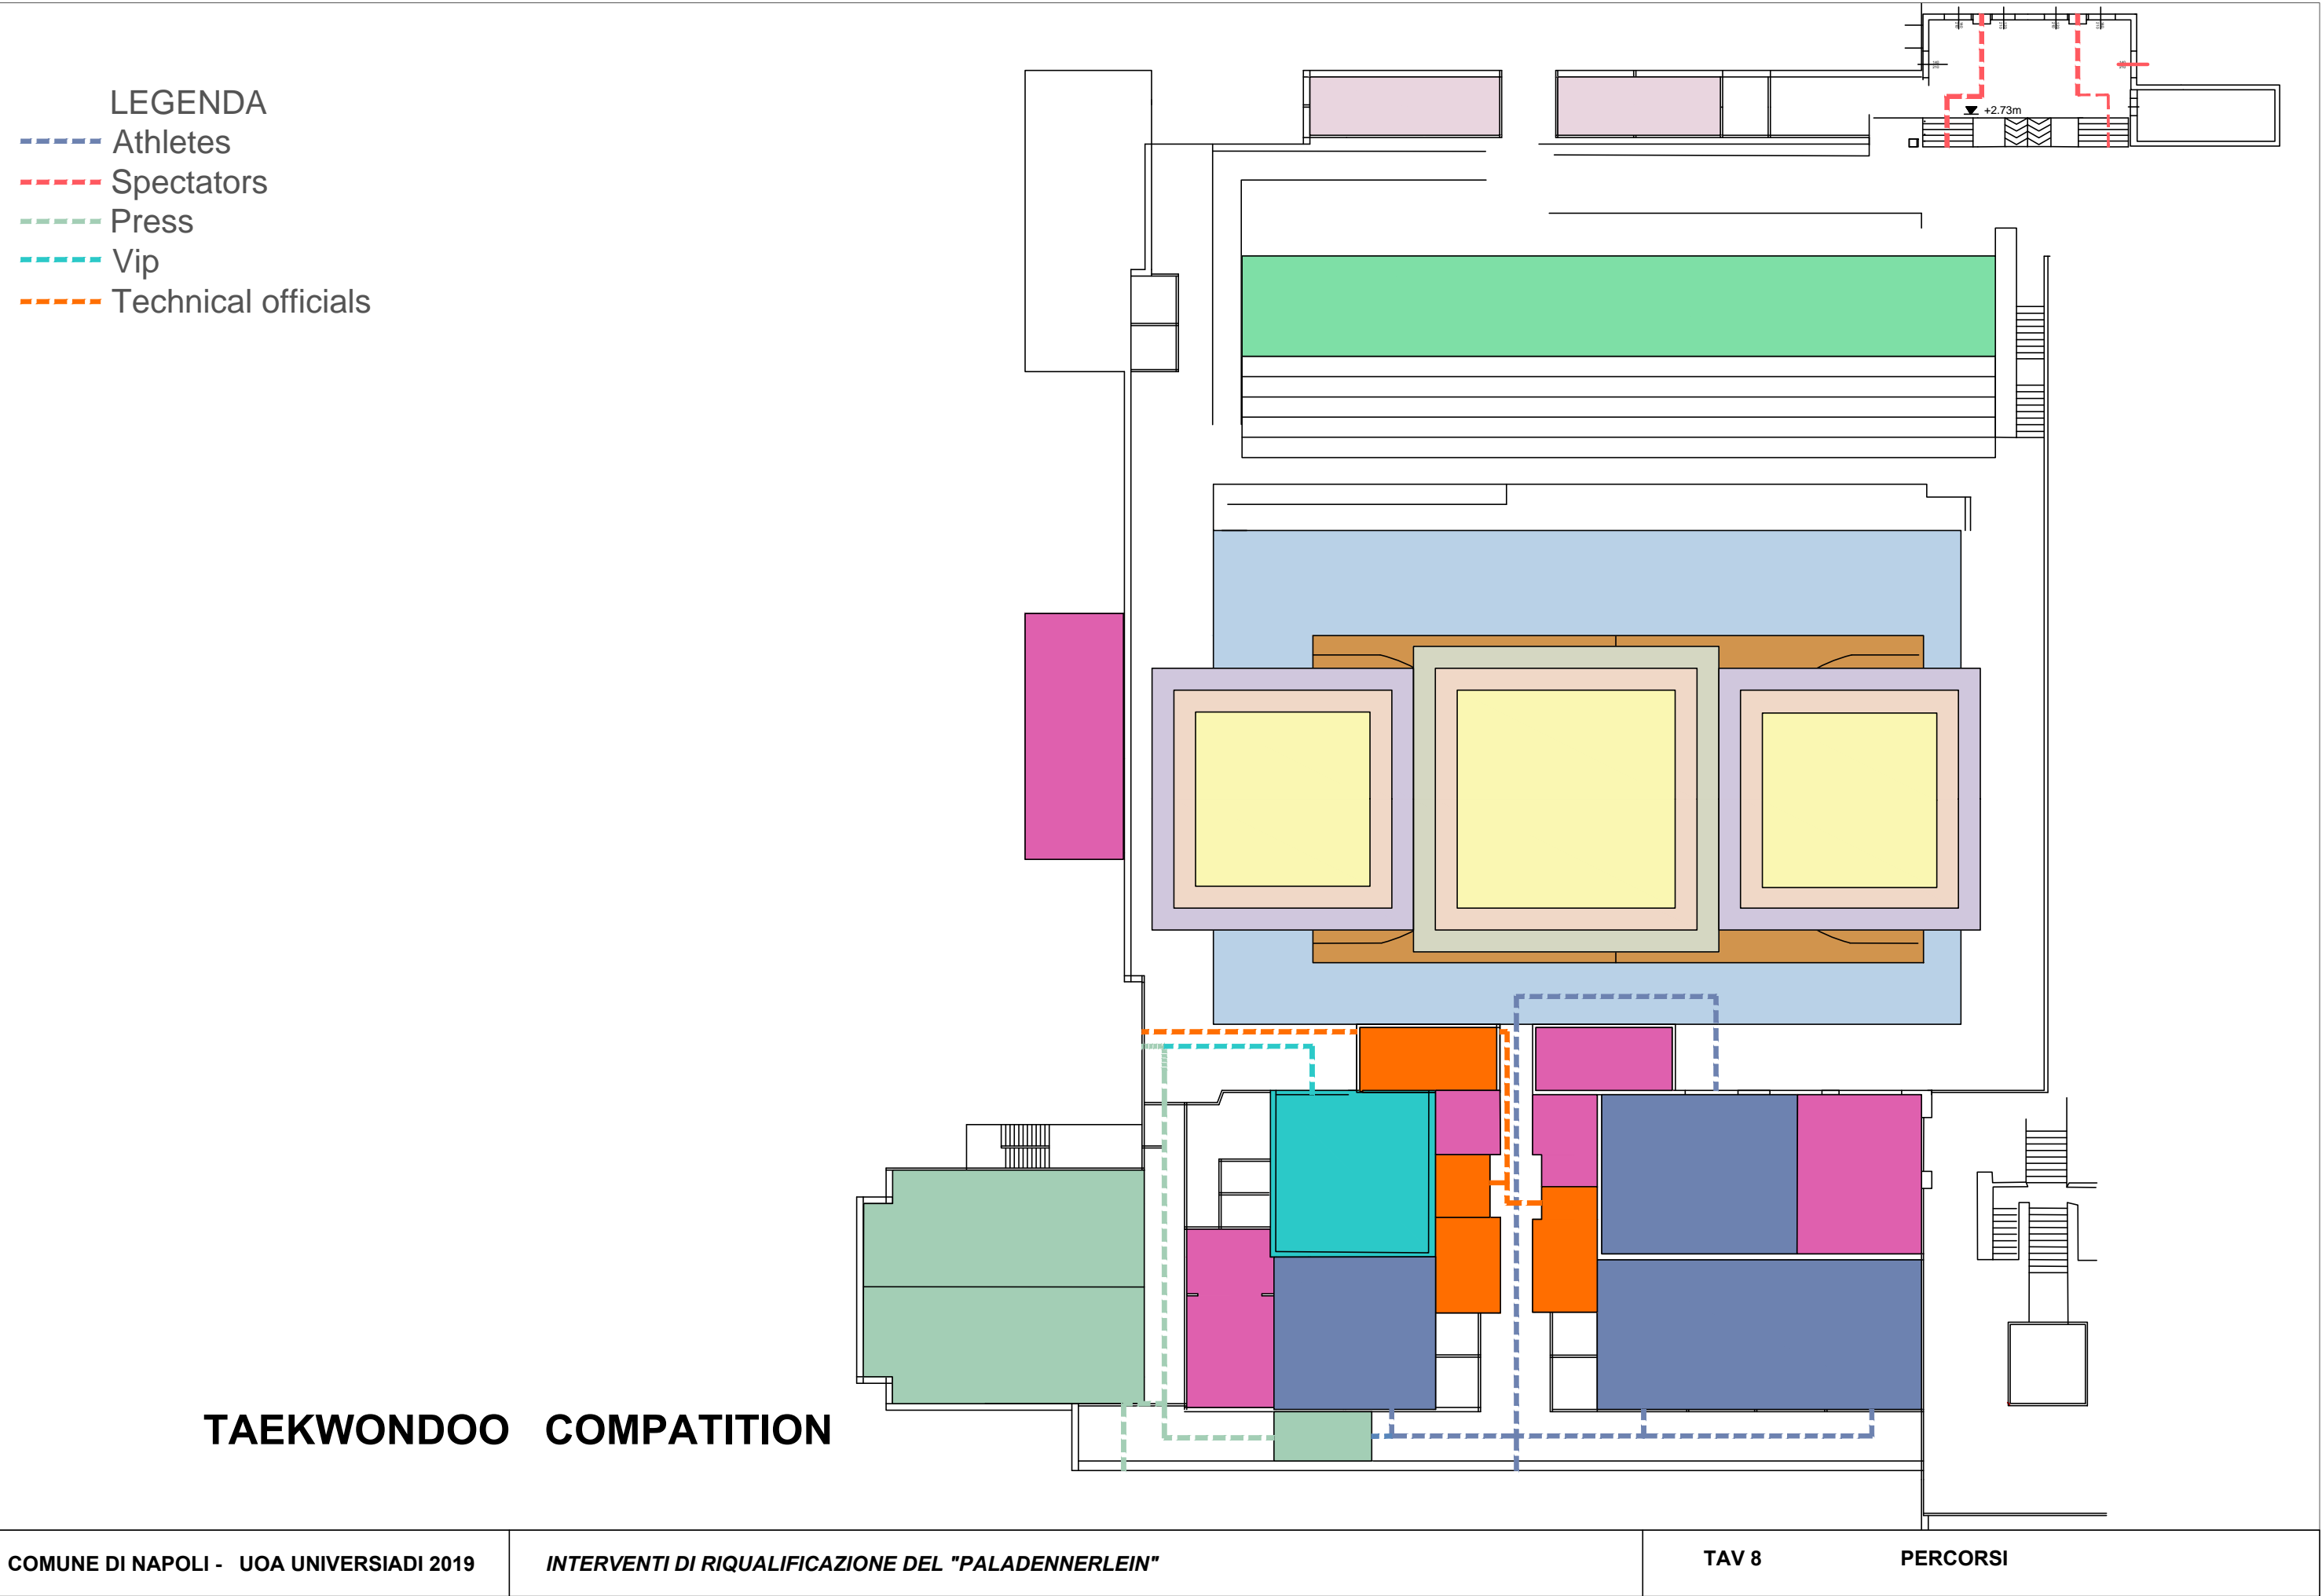 LEGENDA
Athletes
Spectators
Press
Vip
Technical officials
+2.73m
TAEKWONDOO COMPATITION
COMUNE DI NAPOLI - UOA UNIVERSIADI 2019
INTERVENTI DI RIQUALIFICAZIONE DEL "PALADENNERLEIN"
TAV 8 PERCORSI